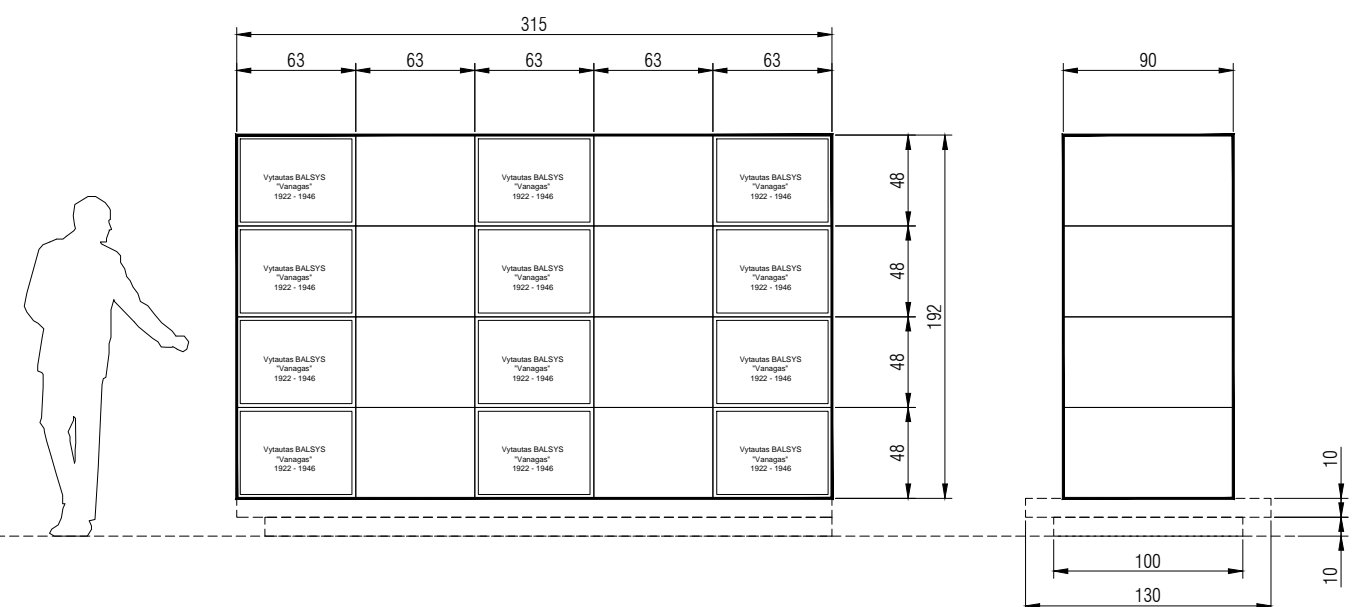 315
63 63 63 63 63
90
Vytautas BALSYS
"Vanagas"
1922 - 1946
Vytautas BALSYS
"Vanagas"
1922 - 1946
Vytautas BALSYS
"Vanagas"
1922 - 1946
48
Vytautas BALSYS
"Vanagas"
1922 - 1946
Vytautas BALSYS
"Vanagas"
1922 - 1946
Vytautas BALSYS
"Vanagas"
1922 - 1946
48
192
Vytautas BALSYS
"Vanagas"
1922 - 1946
Vytautas BALSYS
"Vanagas"
1922 - 1946
Vytautas BALSYS
"Vanagas"
1922 - 1946
48
Vytautas BALSYS
"Vanagas"
1922 - 1946
Vytautas BALSYS
"Vanagas"
1922 - 1946
Vytautas BALSYS
"Vanagas"
1922 - 1946
48
10
10
100
130